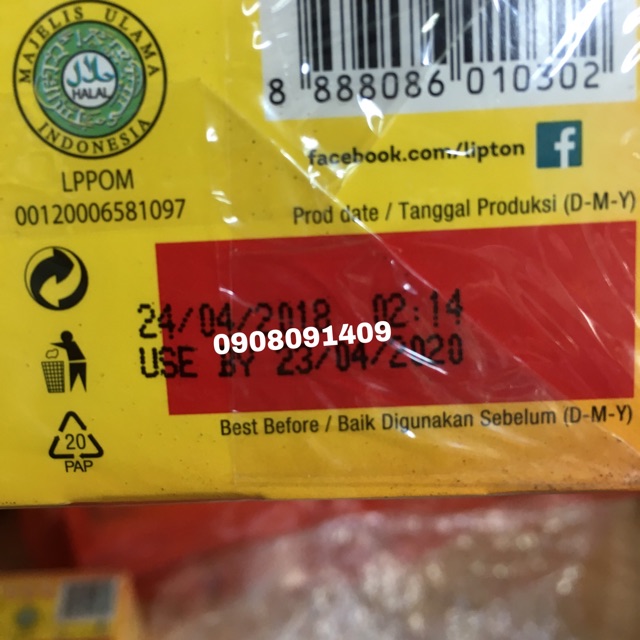 MAJELIS ULAMA
حلال
HALAL
INDONESIA
LPPOM
00120006581097
8 888086 010302
facebook.com/lipton
f
Prod date / Tanggal Produksi (D-M-Y)
24/04/2018 02:14
0908091409
USE BY 23/04/2020
Best Before / Baik Digunakan Sebelum (D-M-Y)
20
PAP